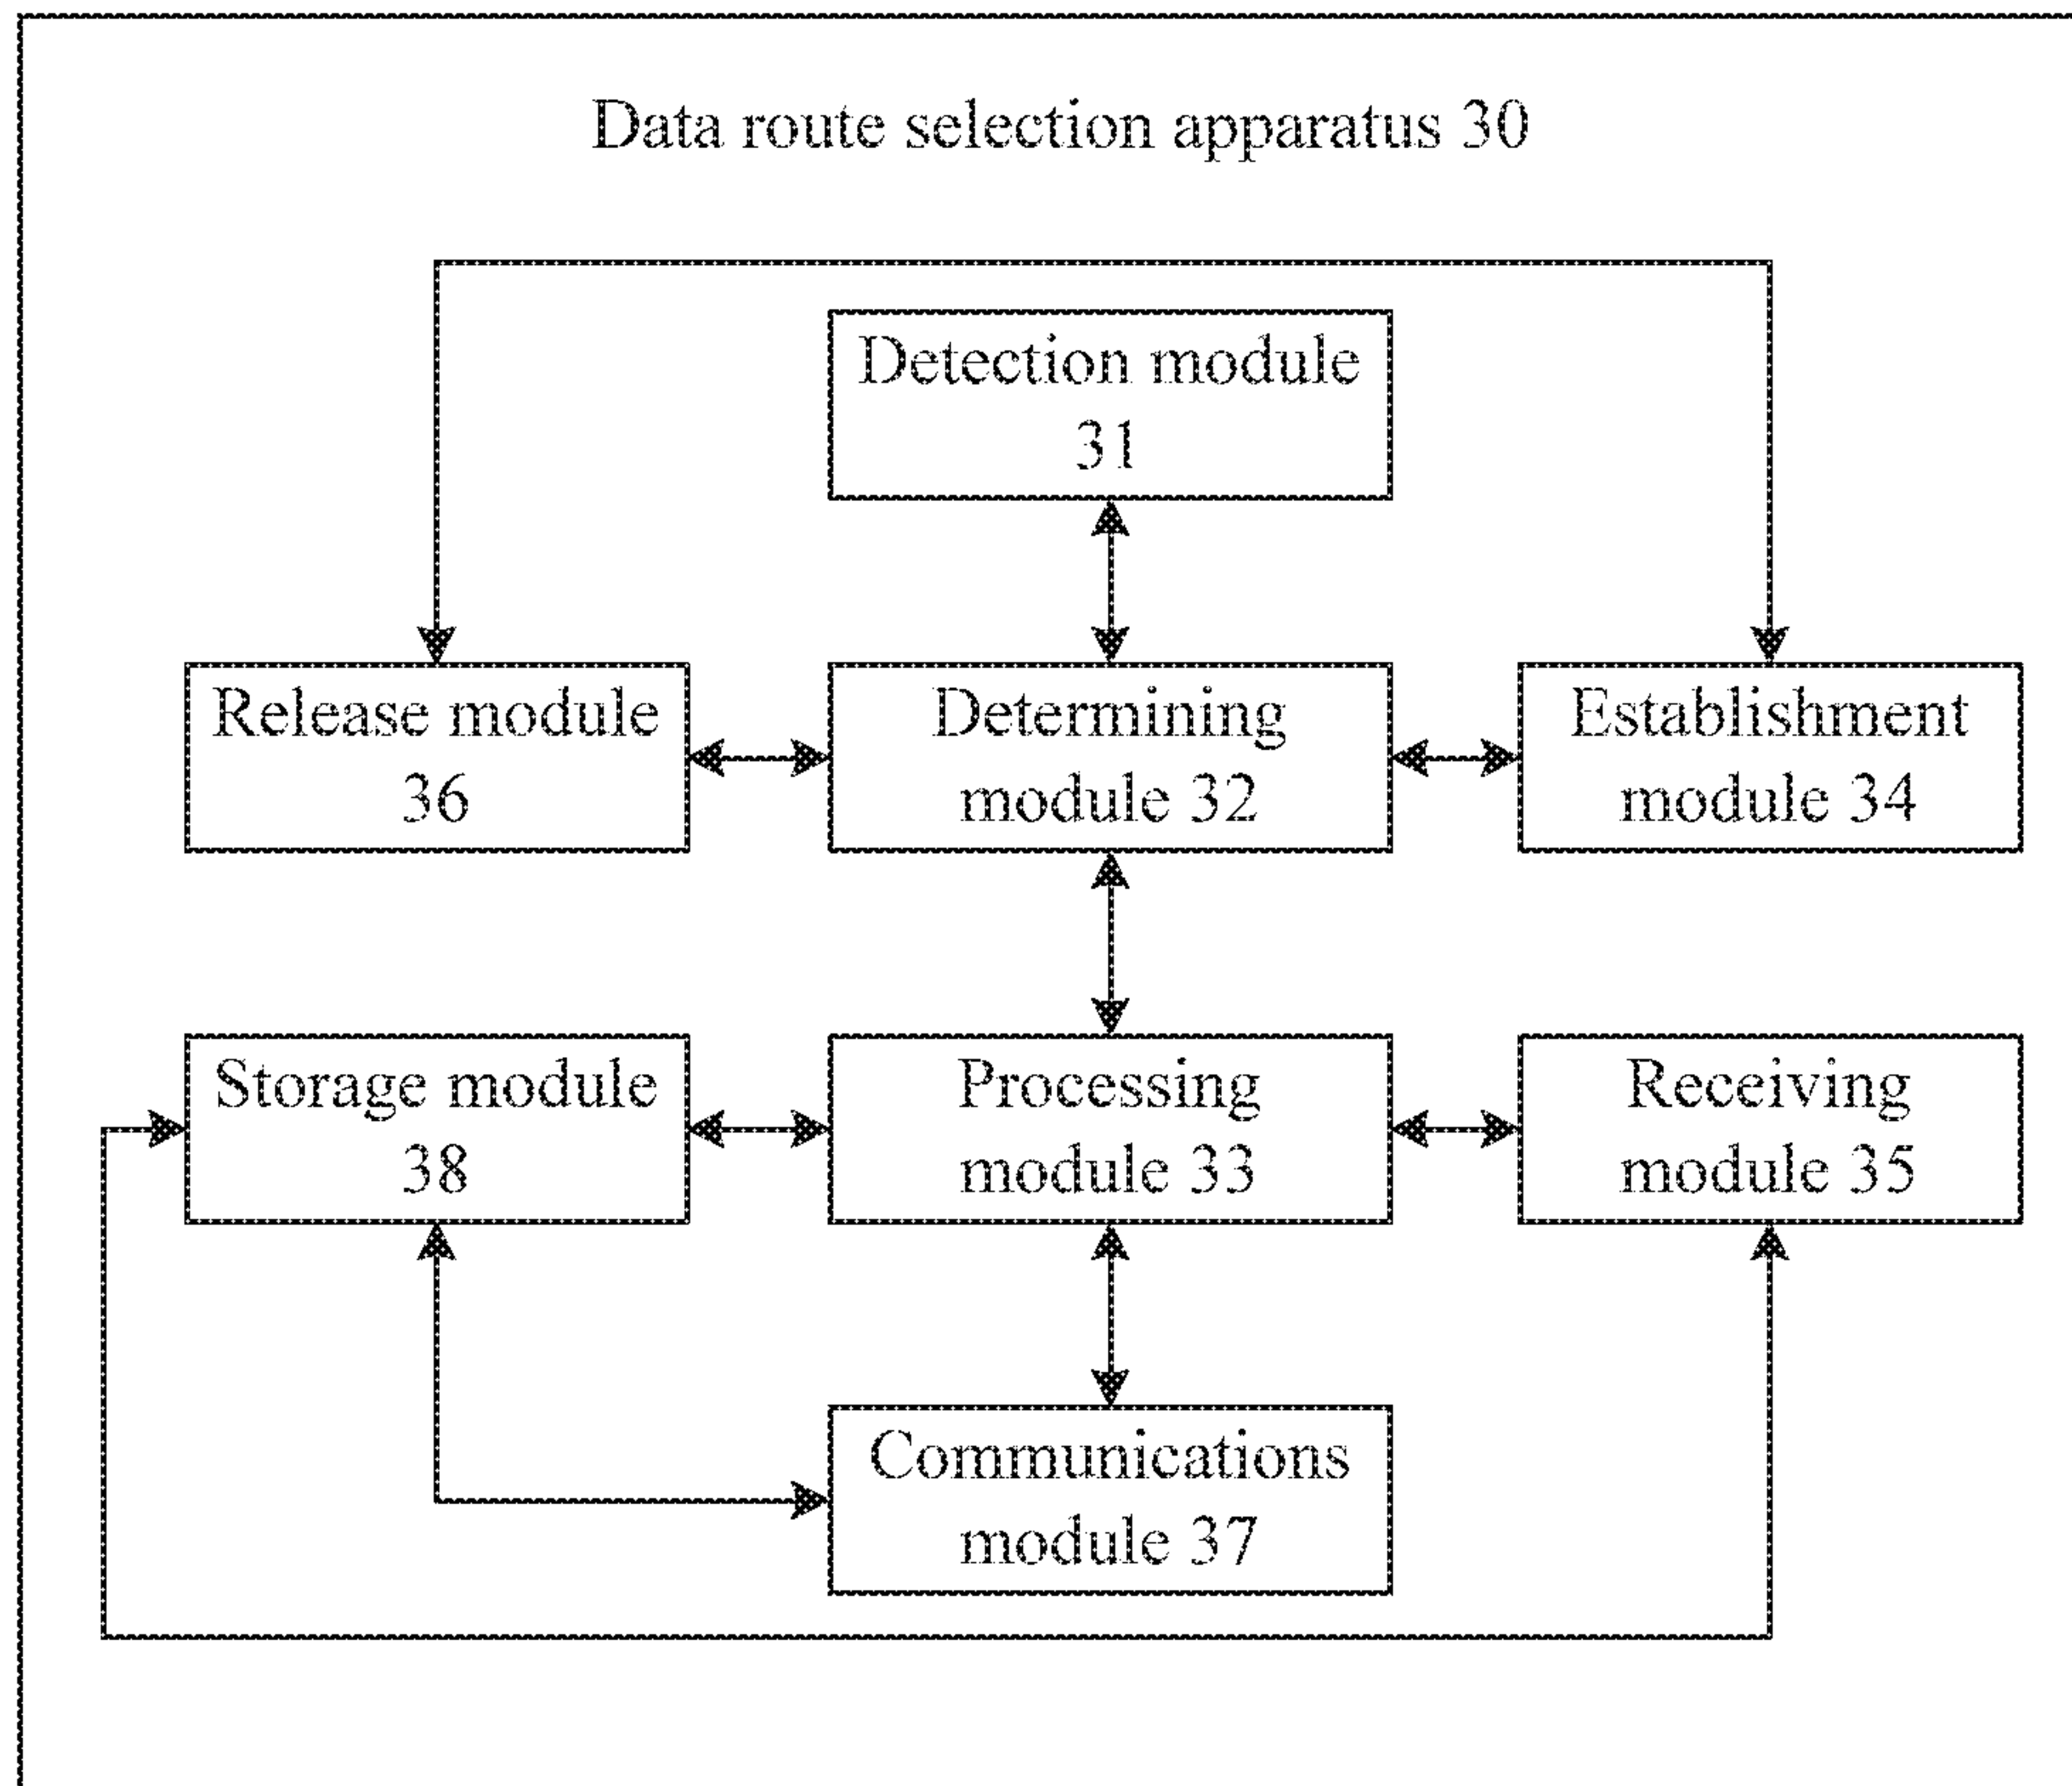 Data route selection apparatus 30
Detection module
31
Release module
36
Determining
module 32
Establishment
module 34
Storage module
38
Processing
module 33
Receiving
module 35
Communications
module 37